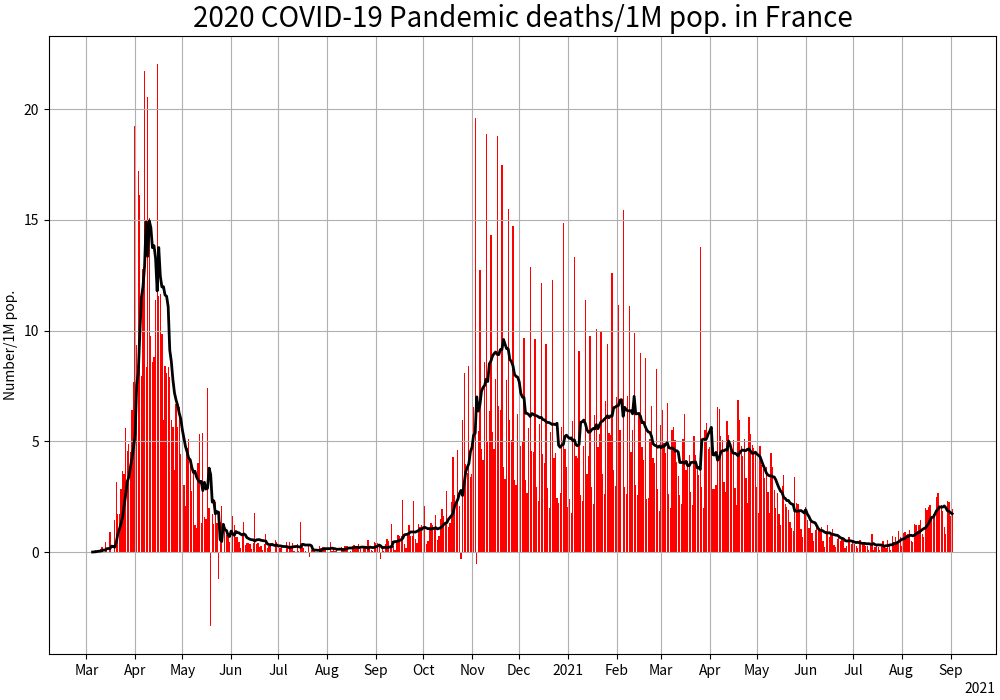 2020 COVID-19 Pandemic deaths/1M pop. in France
Number/1M pop.
20
15
10
5
0
Mar Apr May Jun Jul Aug Sep Oct Nov Dec 2021 Feb Mar Apr May Jun Jul Aug Sep
2021